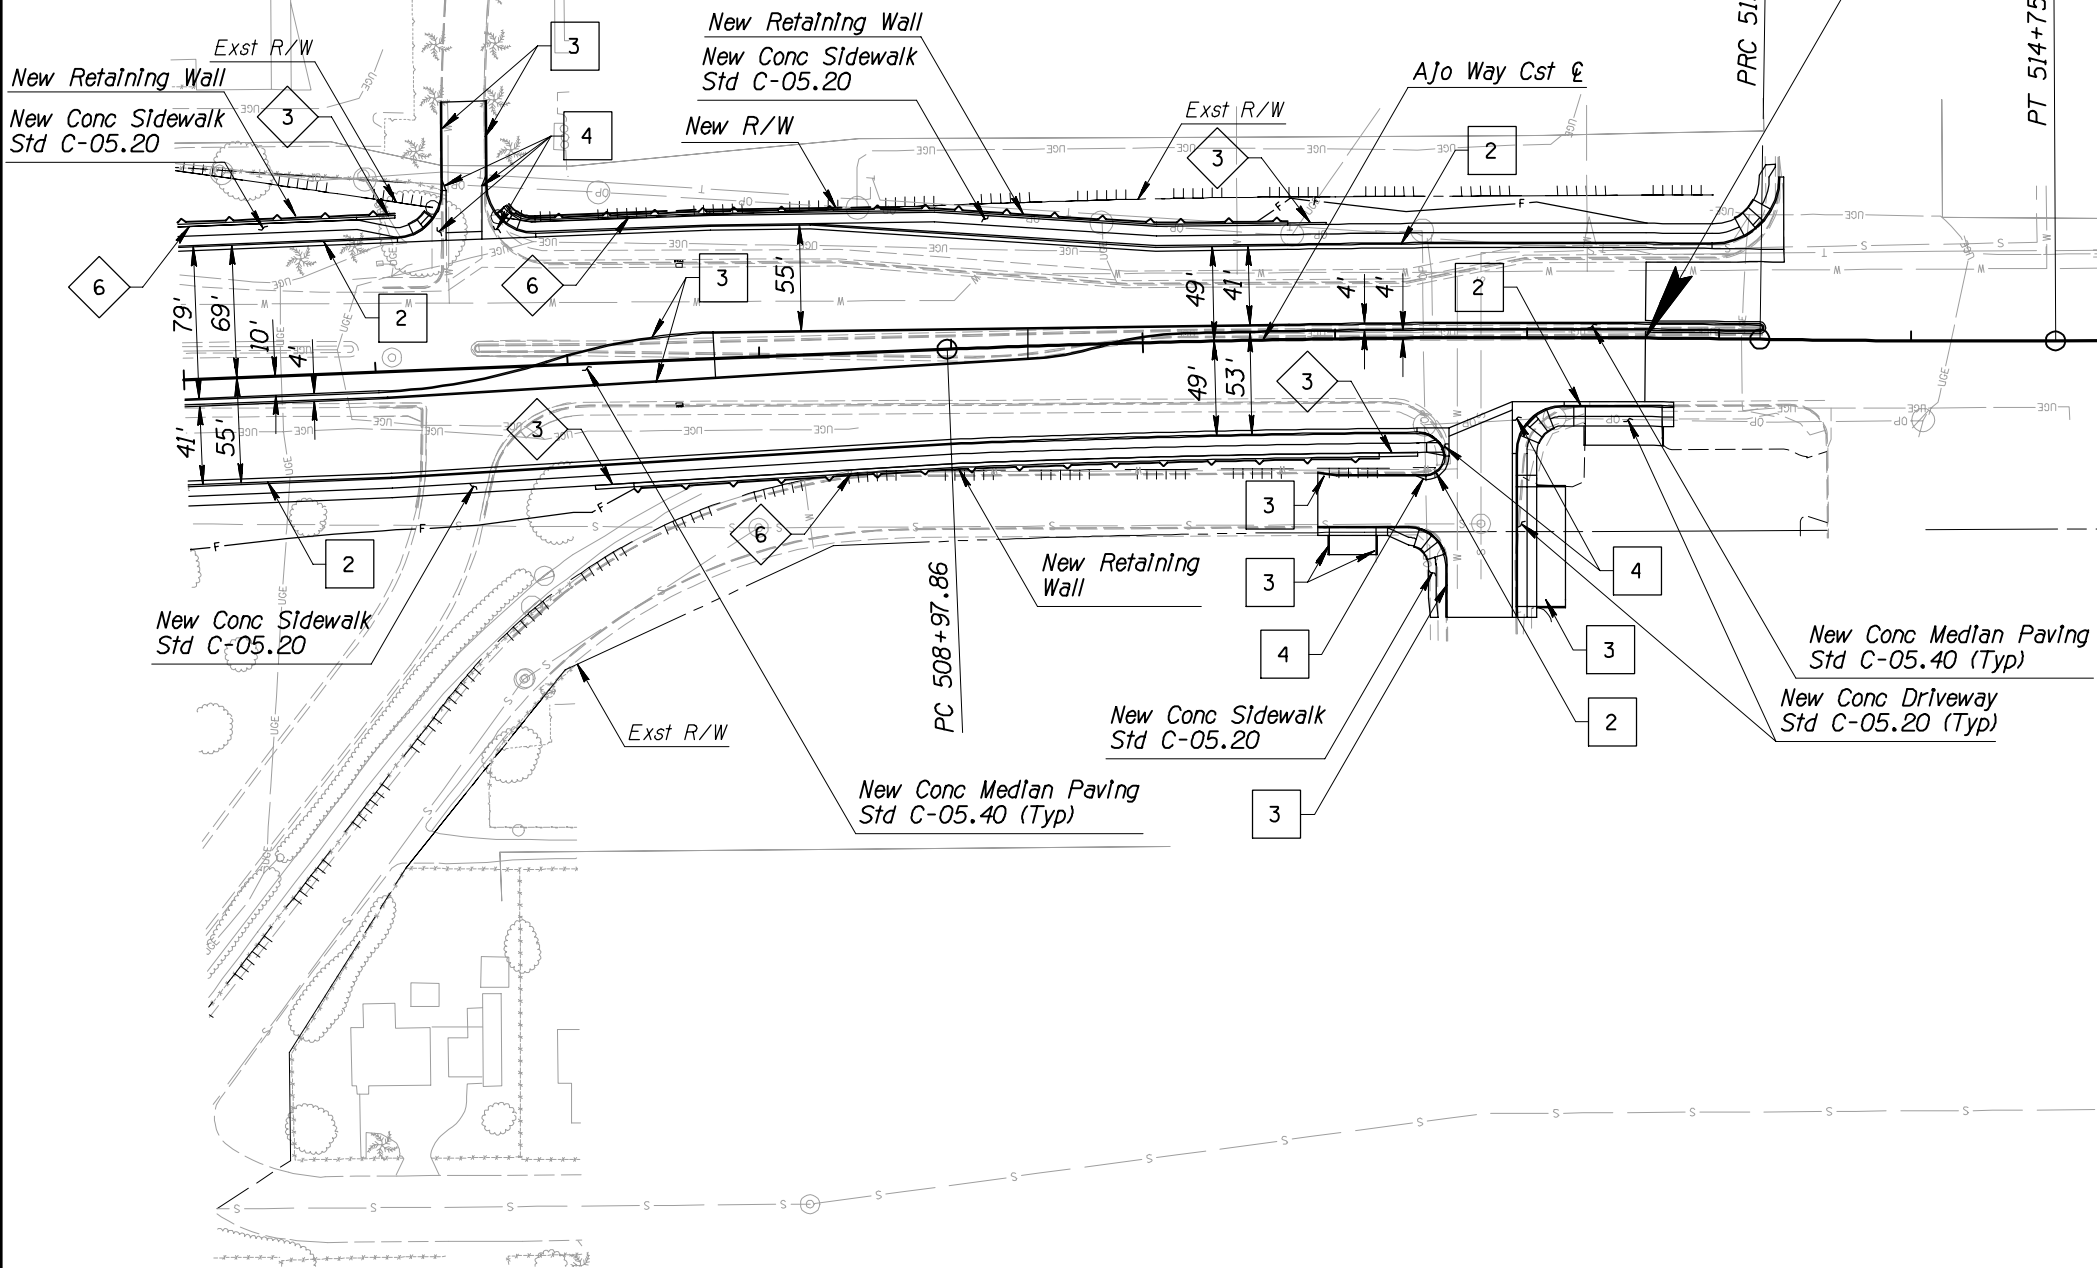 Exst R/W
New Retaining Wall
New Conc Sidewalk
Std C-05.20
3
6
3
4
New Retaining Wall
New Conc Sidewalk
Std C-05.20
New R/W
Exst R/W
3
Ajo Way Cst ℄
2
PT 514+75
2
3
2
6
6
55'
79'
69'
10'
4'
41'
55'
49'
41'
4'
4'
49'
53'
3
3
2
New Conc Sidewalk
Std C-05.20
6
PC 508+97.86
New Retaining
Wall
3
3
4
4
3
2
3
New Conc Median Paving
Std C-05.40 (Typ)
New Conc Driveway
Std C-05.20 (Typ)
New Conc Sidewalk
Std C-05.20
Exst R/W
New Conc Median Paving
Std C-05.40 (Typ)